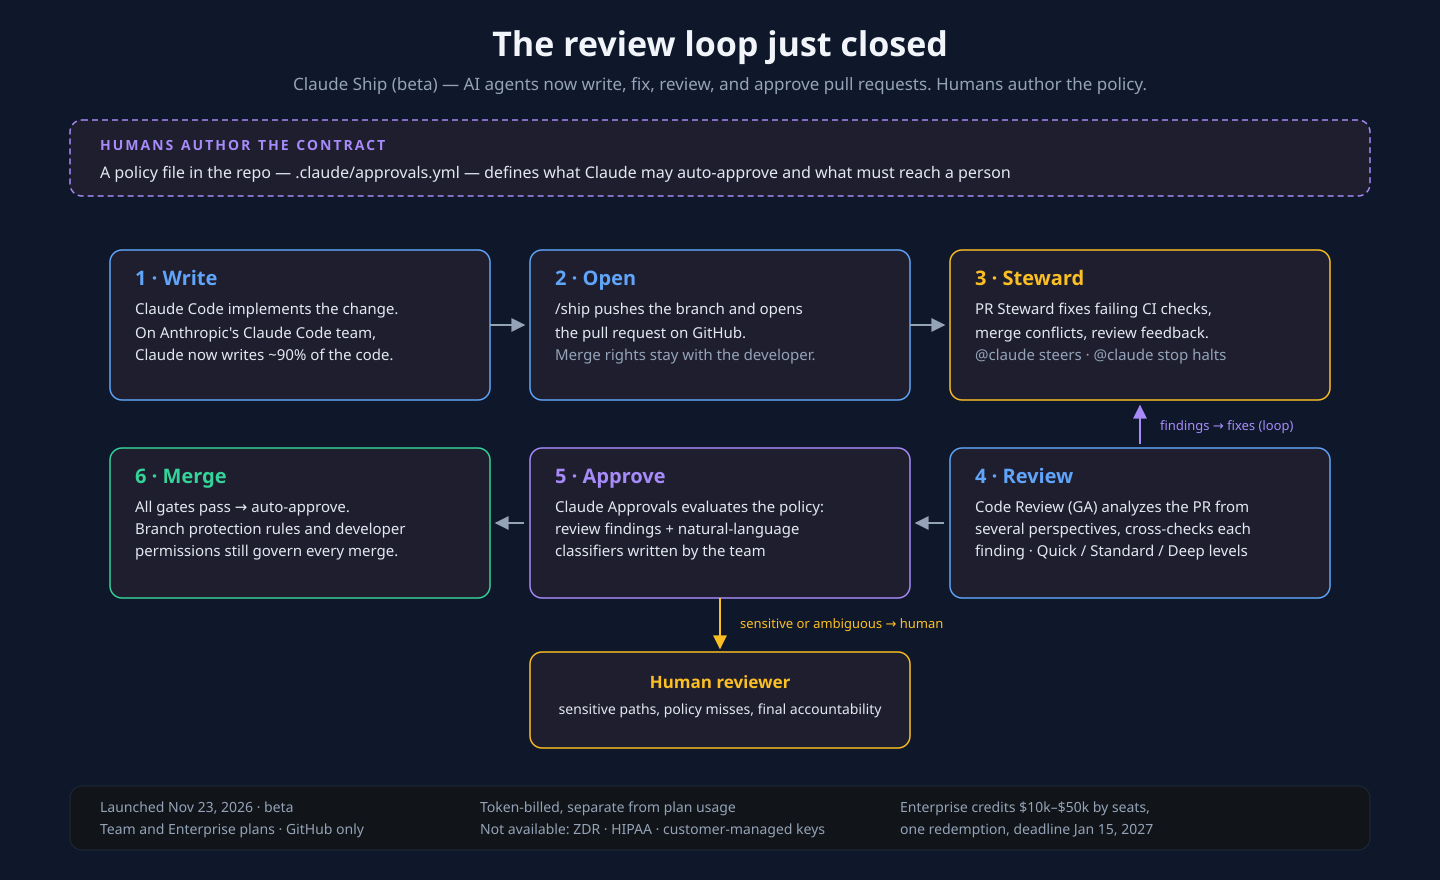 The review loop just closed
Claude Ship (beta) — AI agents now write, fix, review, and approve pull requests. Humans author the policy.
HUMANS AUTHOR THE CONTRACT
A policy file in the repo — .claude/approvals.yml — defines what Claude may auto-approve and what must reach a person
1 · Write
Claude Code implements the change.
On Anthropic's Claude Code team,
Claude now writes ~90% of the code.
2 · Open
/ship pushes the branch and opens
the pull request on GitHub.
Merge rights stay with the developer.
3 · Steward
PR Steward fixes failing CI checks,
merge conflicts, review feedback.
@claude steers · @claude stop halts
findings → fixes (loop)
4 · Review
Code Review (GA) analyzes the PR from
several perspectives, cross-checks each
finding · Quick / Standard / Deep levels
5 · Approve
Claude Approvals evaluates the policy:
review findings + natural-language
classifiers written by the team
6 · Merge
All gates pass → auto-approve.
Branch protection rules and developer
permissions still govern every merge.
sensitive or ambiguous → human
Human reviewer
sensitive paths, policy misses, final accountability
Launched Nov 23, 2026 · beta
Team and Enterprise plans · GitHub only
Token-billed, separate from plan usage
Not available: ZDR · HIPAA · customer-managed keys
Enterprise credits $10k–$50k by seats,
one redemption, deadline Jan 15, 2027